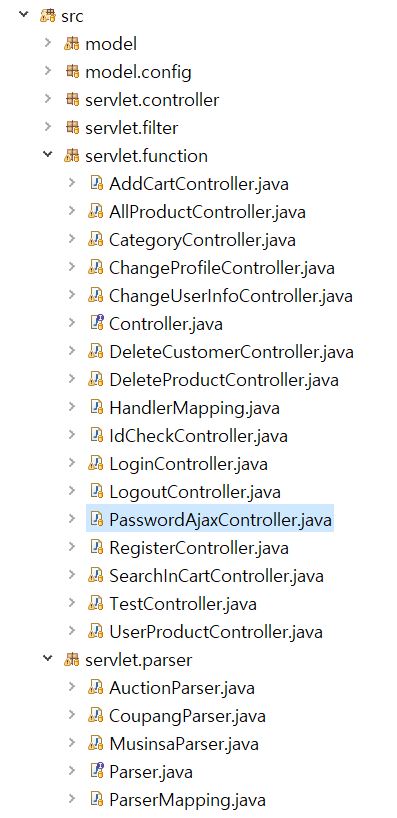 src
model
model.config
servlet.controller
servlet.filter
servlet.function
AddCartController.java
AllProductController.java
CategoryController.java
ChangeProfileController.java
ChangeUserInfoController.java
Controller.java
DeleteCustomerController.java
DeleteProductController.java
HandlerMapping.java
IdCheckController.java
LoginController.java
LogoutController.java
PasswordAjaxController.java
RegisterController.java
SearchInCartController.java
TestController.java
UserProductController.java
servlet.parser
AuctionParser.java
CoupangParser.java
MusinsaParser.java
Parser.java
ParserMapping.java